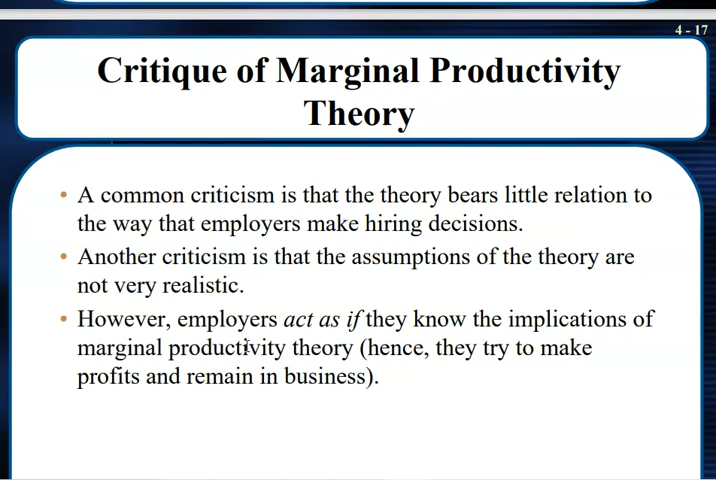 4 - 17
Critique of Marginal Productivity
Theory
• A common criticism is that the theory bears little relation to
the way that employers make hiring decisions.
• Another criticism is that the assumptions of the theory are
not very realistic.
• However, employers act as if they know the implications of
marginal productivity theory (hence, they try to make
profits and remain in business).